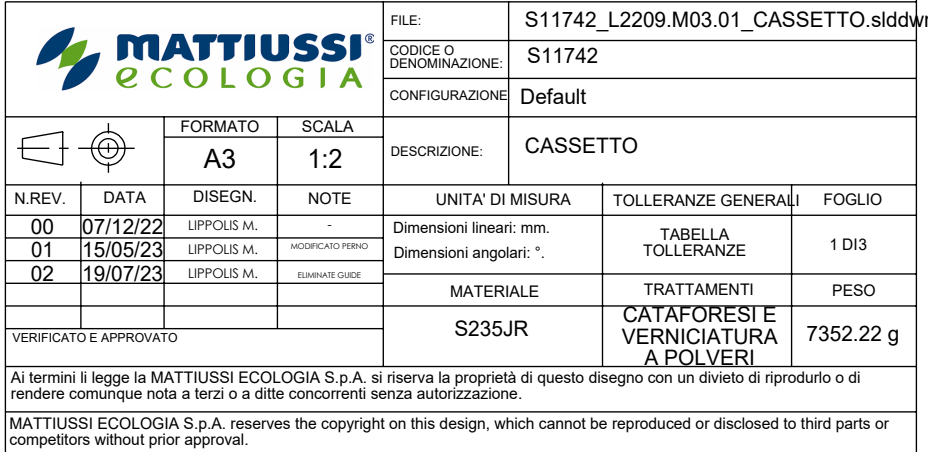 MATTIUSSI®
ecologia
FILE: S11742_L2209.M03.01_CASSETTO.slddw
CODICE O
DENOMINAZIONE: S11742
CONFIGURAZIONE Default
FORMATO SCALA
A3 1:2
DESCRIZIONE: CASSETTO
N.REV. DATA DISEGN. NOTE UNITA' DI MISURA TOLLERANZE GENERALI FOGLIO
00 07/12/22 LIPPOLIS M. -
01 15/05/23 LIPPOLIS M. MODIFICATO PERNO
02 19/07/23 LIPPOLIS M. ELIMINATE GUIDE
Dimensioni lineari: mm.
Dimensioni angolari: °.
TABELLA
TOLLERANZE
1 DI3
MATERIALE TRATTAMENTI PESO
S235JR
CATAFORESI E
VERNICIATURA
A POLVERI
7352.22 g
VERIFICATO E APPROVATO
Ai termini li legge la MATTIUSSI ECOLOGIA S.p.A. si riserva la proprietà di questo disegno con un divieto di riprodurlo o di
rendere comunque nota a terzi o a ditte concorrenti senza autorizzazione.
MATTIUSSI ECOLOGIA S.p.A. reserves the copyright on this design, which cannot be reproduced or disclosed to third parts or
competitors without prior approval.